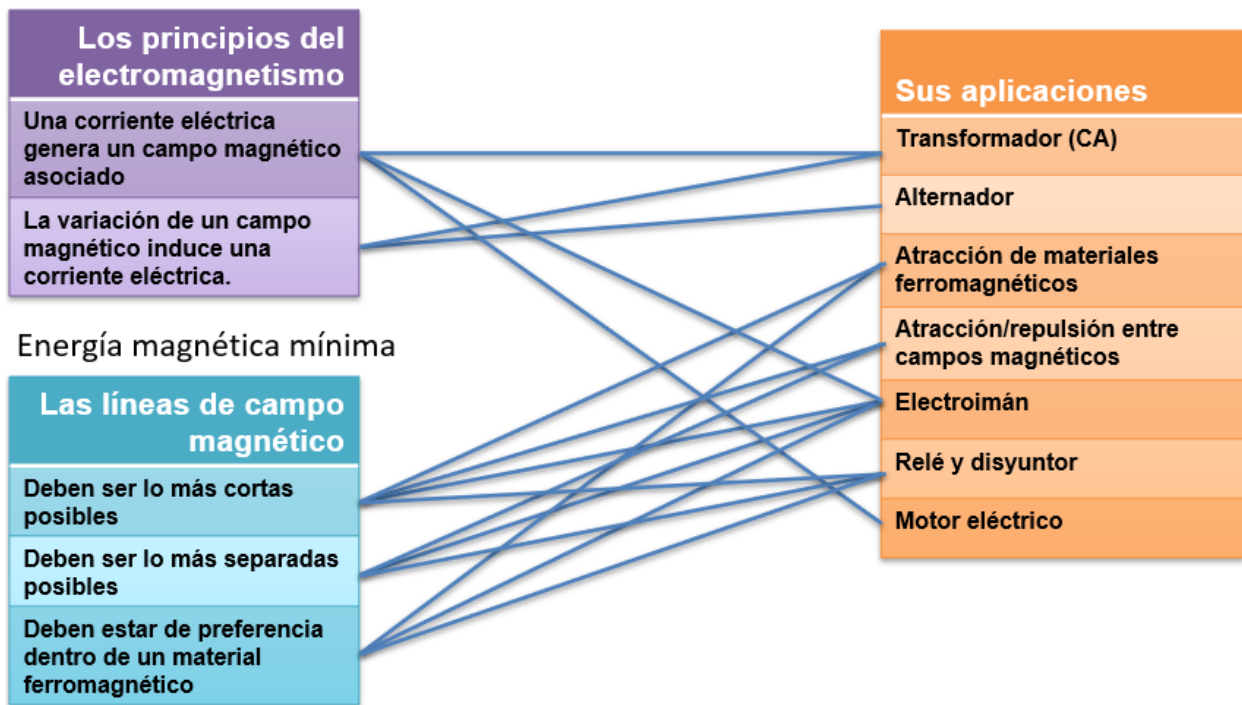 Los principios del
electromagnetismo
Una corriente eléctrica
genera un campo magnético
asociado
La variación de un campo
magnético induce una
corriente eléctrica.
Energía magnética mínima
Las líneas de campo
magnético
Deben ser lo más cortas
posibles
Deben ser lo más separadas
posibles
Deben estar de preferencia
dentro de un material
ferromagnético
Sus aplicaciones
Transformador (CA)
Alternador
Atracción de materiales
ferromagnéticos
Atracción/repulsión entre
campos magnéticos
Electroimán
Relé y disyuntor
Motor eléctrico